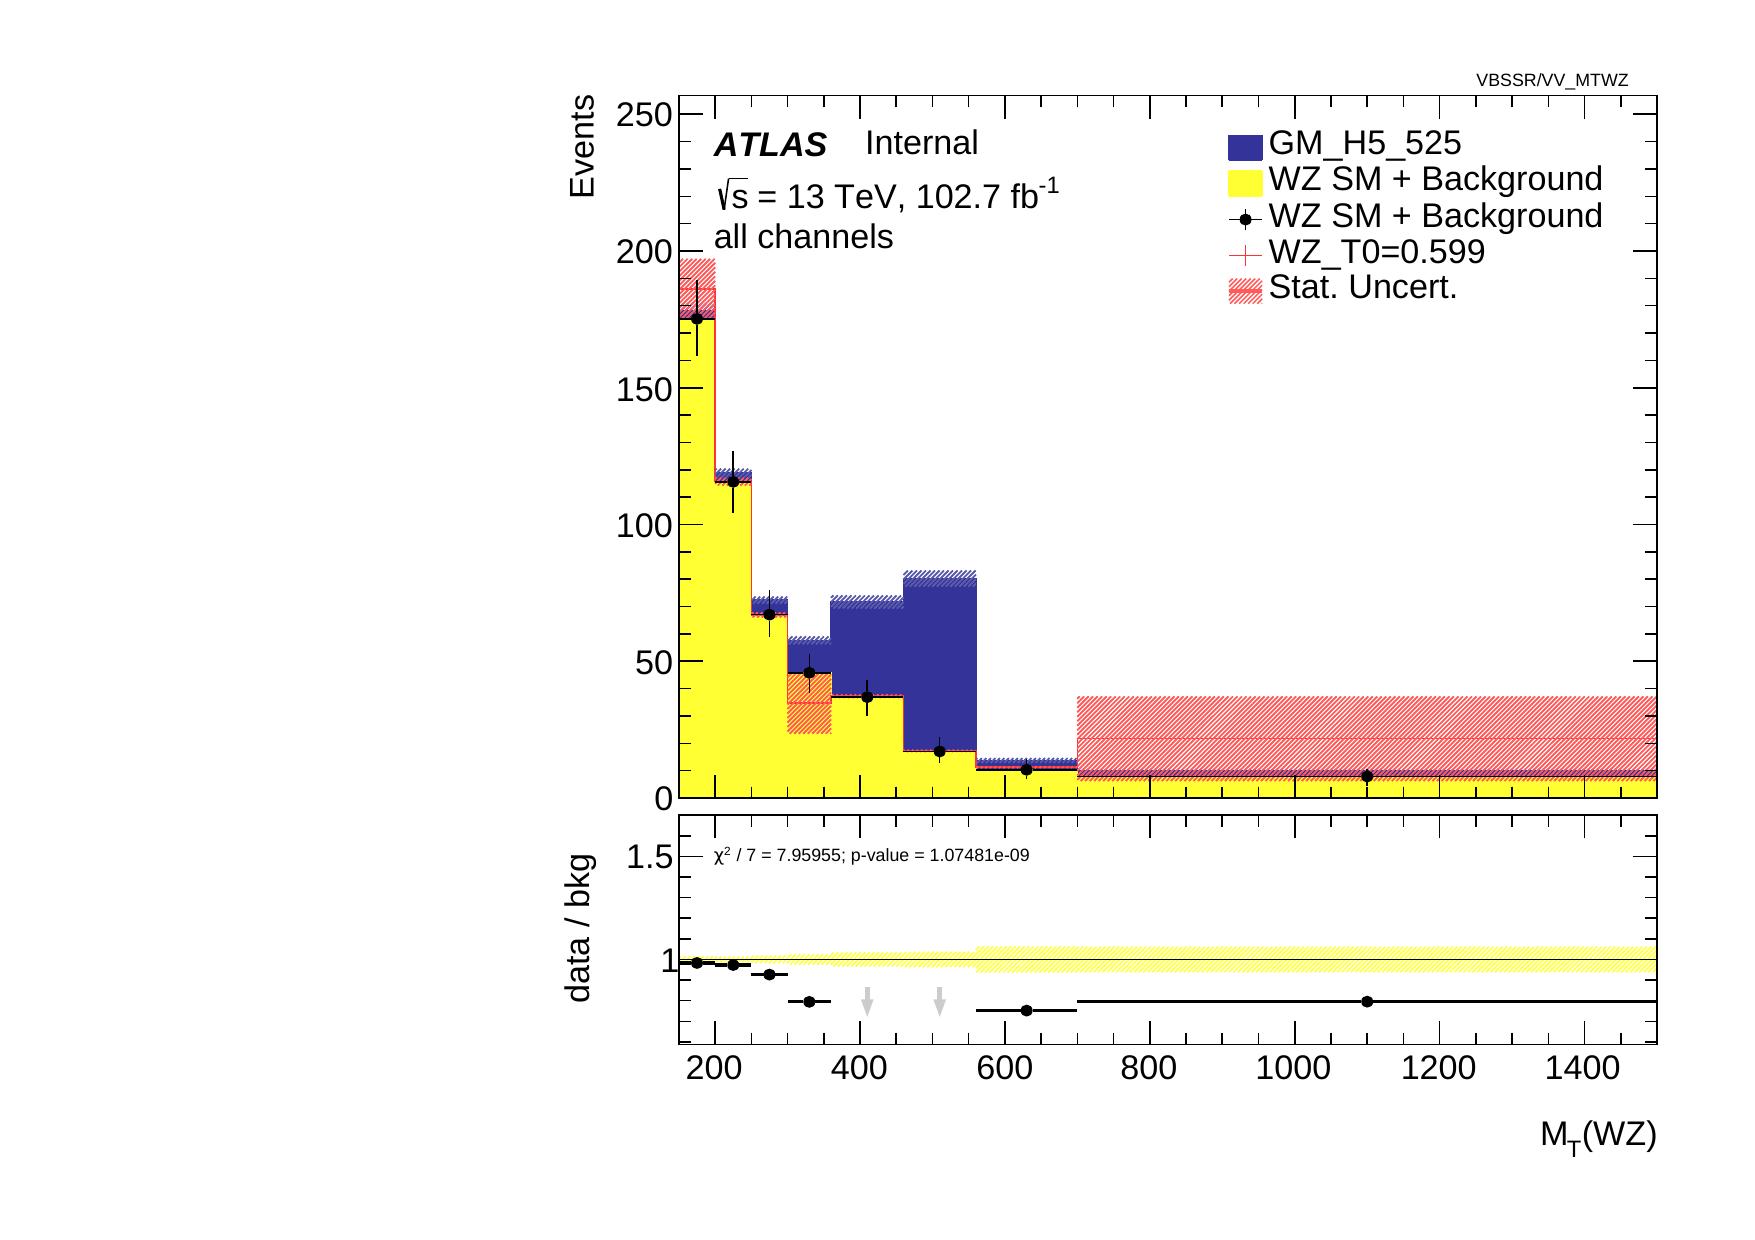 VBSSR/VV_MTWZ
Events
250
200
150
100
50
0
ATLAS Internal
√s = 13 TeV, 102.7 fb⁻¹
all channels
GM_H5_525
WZ SM + Background
WZ SM + Background
WZ_T0=0.599
Stat. Uncert.
data / bkg
1.5
1
χ² / 7 = 7.95955; p-value = 1.07481e-09
200 400 600 800 1000 1200 1400
M_T(WZ)